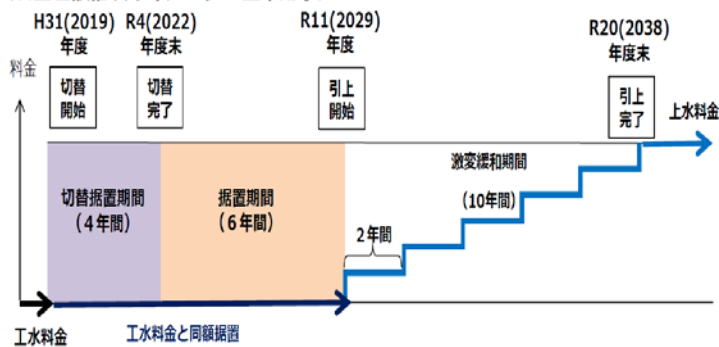 H31(2019)
年度
R4(2022)
年度末
R11(2029)
年度
R20(2038)
年度末
料金
切替
開始
切替
完了
引上
開始
引上
完了
上水料金
激変緩和期間
(10年間)
切替据置期間
(4年間)
据置期間
(6年間)
2年間
工水料金
工水料金と同額据置